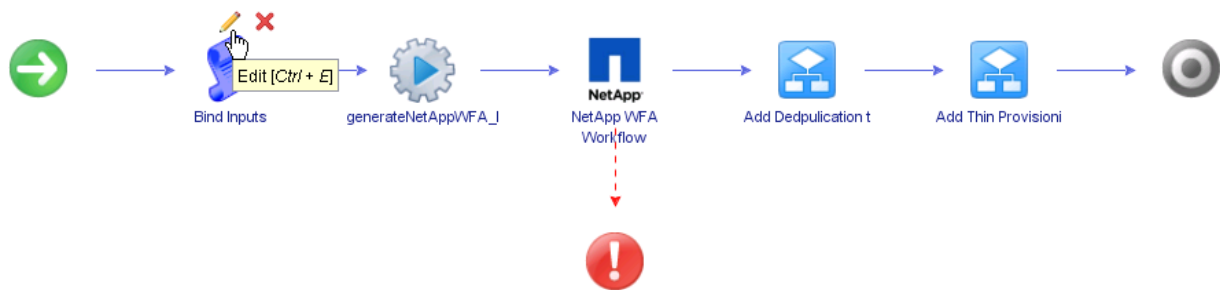 Edit [Ctrl + E]
Bind Inputs
generateNetAppWFA_I
NetApp
NetApp WFA
Workflow
Add Dedpulication t
Add Thin Provisioni